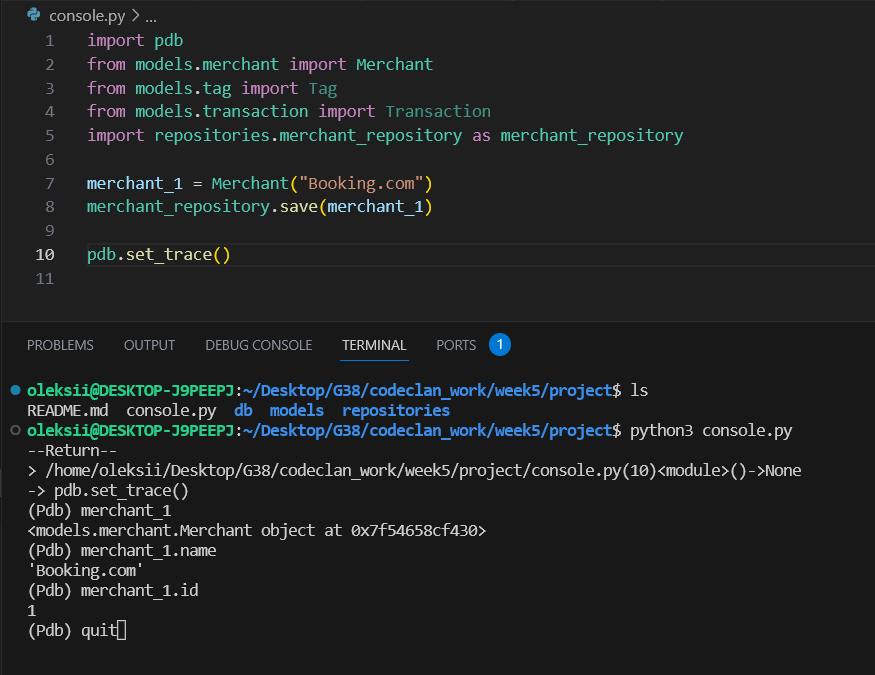 console.py > ...
1 import pdb
2 from models.merchant import Merchant
3 from models.tag import Tag
4 from models.transaction import Transaction
5 import repositories.merchant_repository as merchant_repository
6
7 merchant_1 = Merchant("Booking.com")
8 merchant_repository.save(merchant_1)
9
10 pdb.set_trace()
11
PROBLEMS OUTPUT DEBUG CONSOLE TERMINAL PORTS 1
oleksii@DESKTOP-J9PEEPJ:~/Desktop/G38/codeclan_work/week5/project$ ls
README.md console.py db models repositories
oleksii@DESKTOP-J9PEEPJ:~/Desktop/G38/codeclan_work/week5/project$ python3 console.py
--Return--
> /home/oleksii/Desktop/G38/codeclan_work/week5/project/console.py(10)<module>()->None
-> pdb.set_trace()
(Pdb) merchant_1
<models.merchant.Merchant object at 0x7f54658cf430>
(Pdb) merchant_1.name
'Booking.com'
(Pdb) merchant_1.id
1
(Pdb) quit